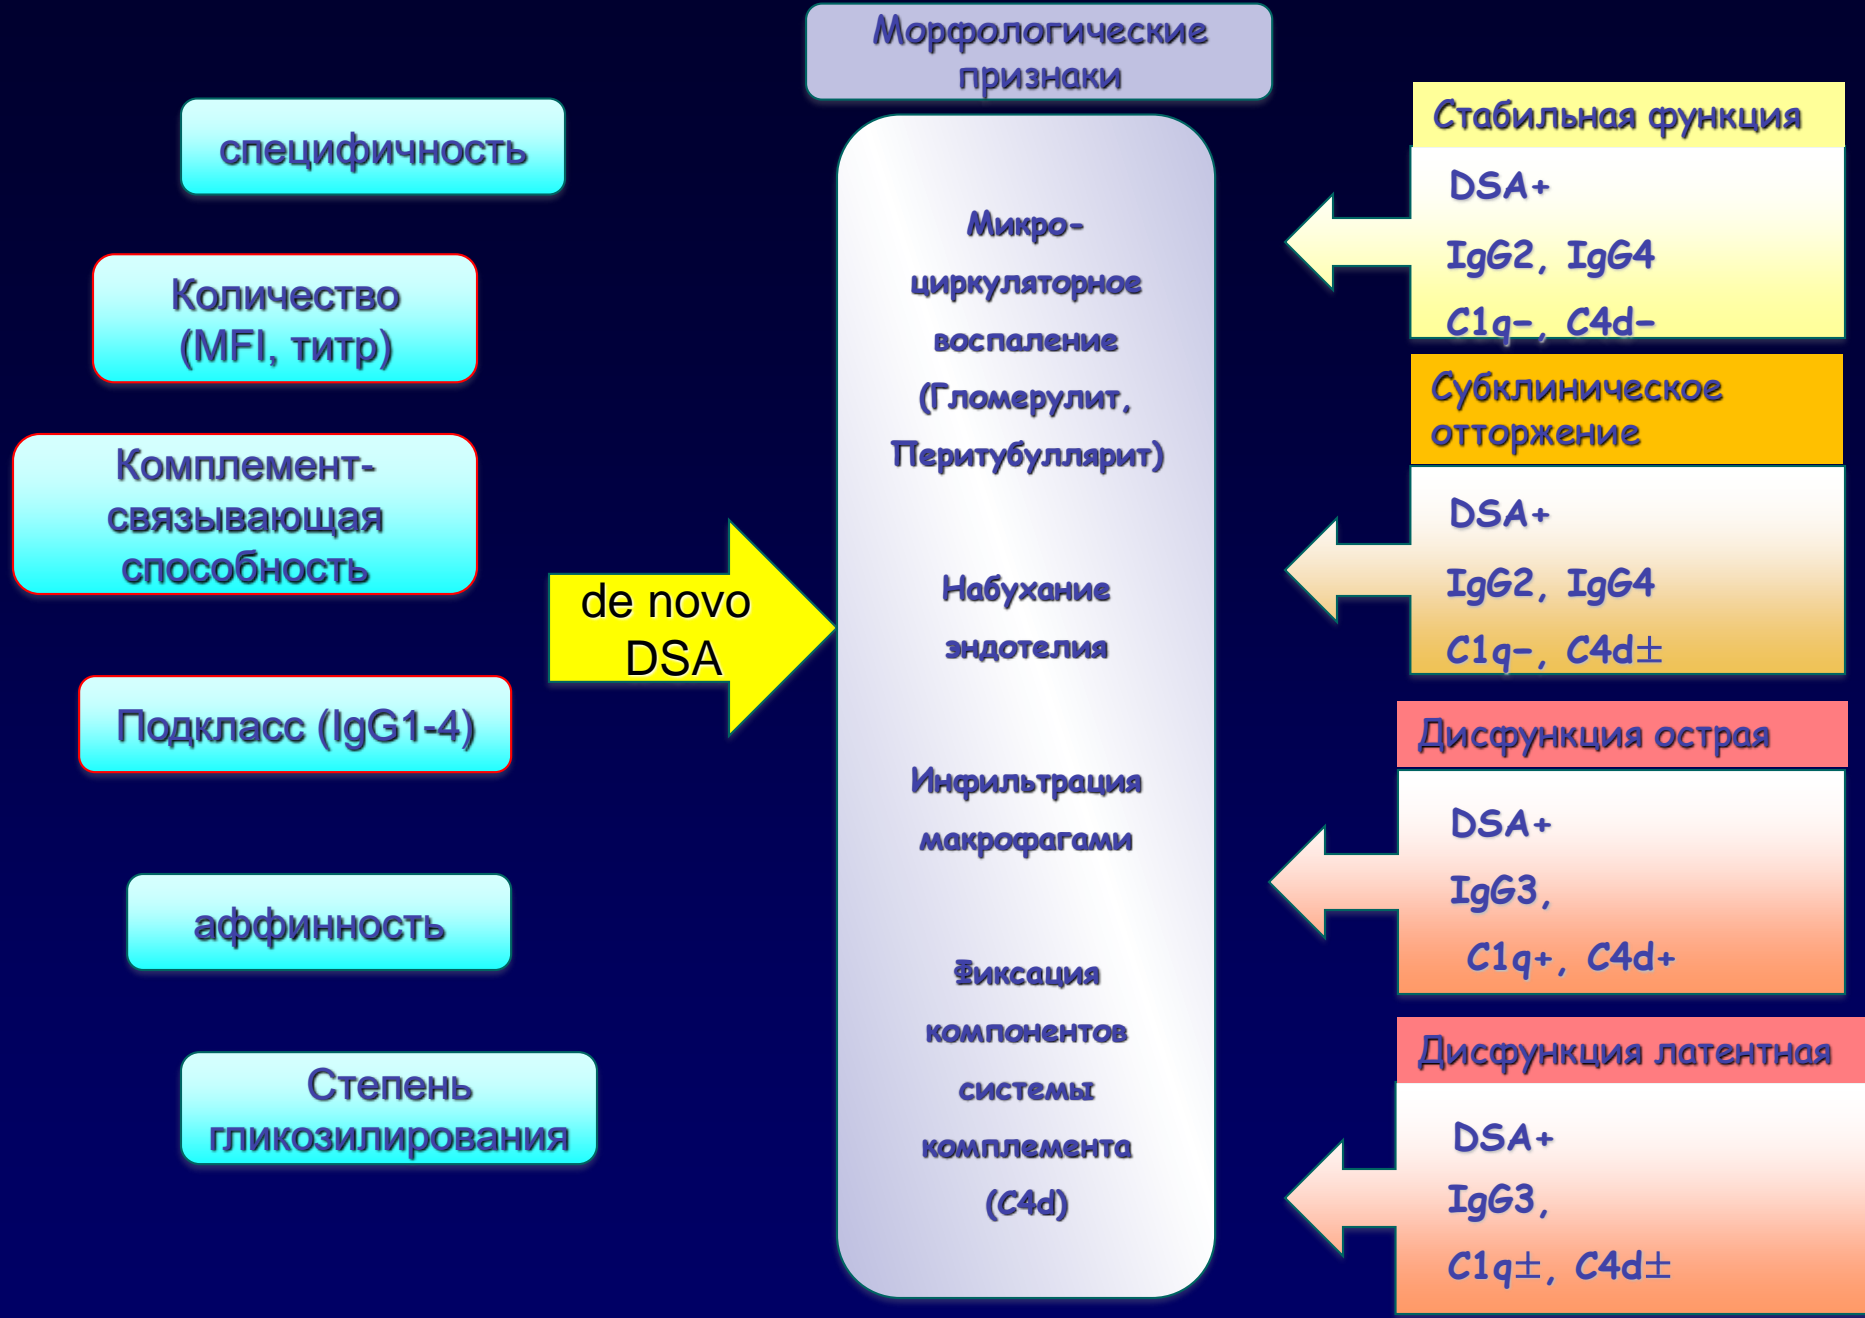 специфичность
Количество
(MFI, титр)
Комплемент-
связывающая
способность
Подкласс (IgG1-4)
аффинность
Степень
гликозилирования
de novo
DSA
Морфологические
признаки
Микро-
циркуляторное
воспаление
(Гломерулит,
Перитубуллярит)
Набухание
эндотелия
Инфильтрация
макрофагами
Фиксация
компонентов
системы
комплемента
(C4d)
Стабильная функция
DSA+
IgG2, IgG4
C1q–, C4d–
Субклиническое
отторжение
DSA+
IgG2, IgG4
C1q–, C4d±
Дисфункция острая
DSA+
IgG3,
C1q+, C4d+
Дисфункция латентная
DSA+
IgG3,
C1q±, C4d±